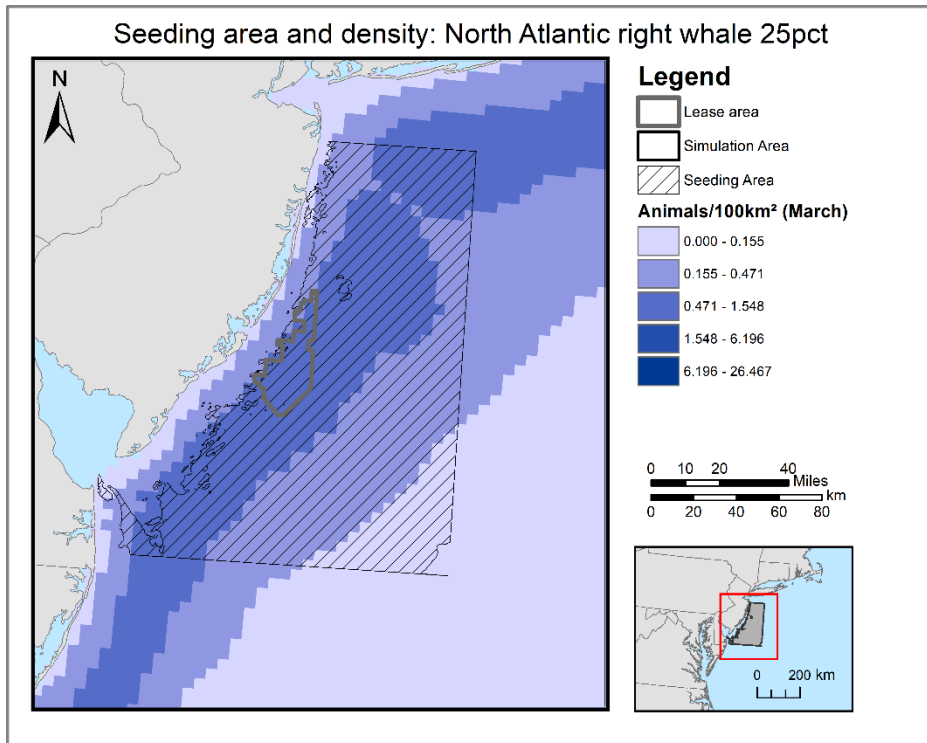 Seeding area and density: North Atlantic right whale 25pct
N
Legend
Lease area
Simulation Area
Seeding Area
Animals/100km² (March)
0.000 - 0.155
0.155 - 0.471
0.471 - 1.548
1.548 - 6.196
6.196 - 26.467
0 10 20 40
Miles
km
0 20 40 60 80
0 200 km